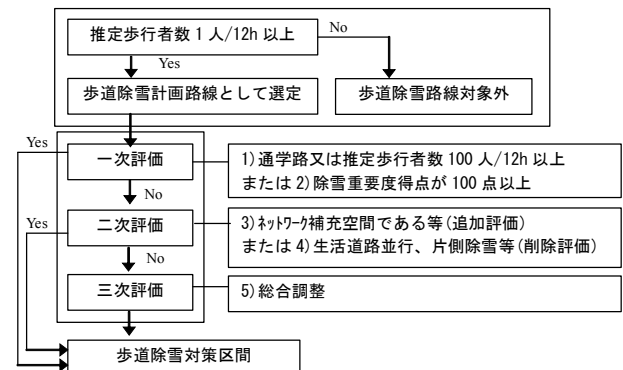 推定歩行者数 1 人/12h 以上
No
Yes
歩道除雪計画路線として選定
歩道除雪路線対象外
Yes
一次評価
1)通学路又は推定歩行者数 100 人/12h 以上
または 2)除雪重要度得点が 100 点以上
No
Yes
二次評価
3)ﾈｯﾄﾜｰｸ補充空間である等(追加評価)
または 4)生活道路並行、片側除雪等(削除評価)
No
三次評価
5)総合調整
歩道除雪対策区間